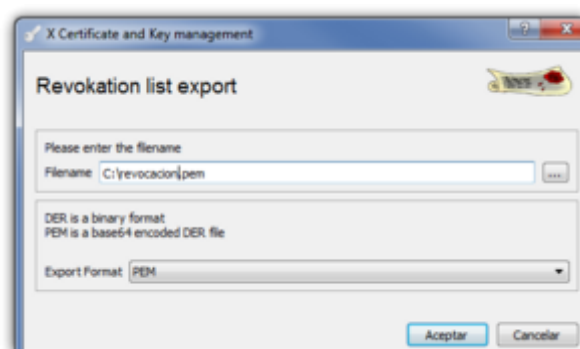 X Certificate and Key management
Revokation list export
Please enter the filename
Filename C:\revocacion.pem ...
DER is a binary format
PEM is a base64 encoded DER file
Export Format PEM
Aceptar Cancelar